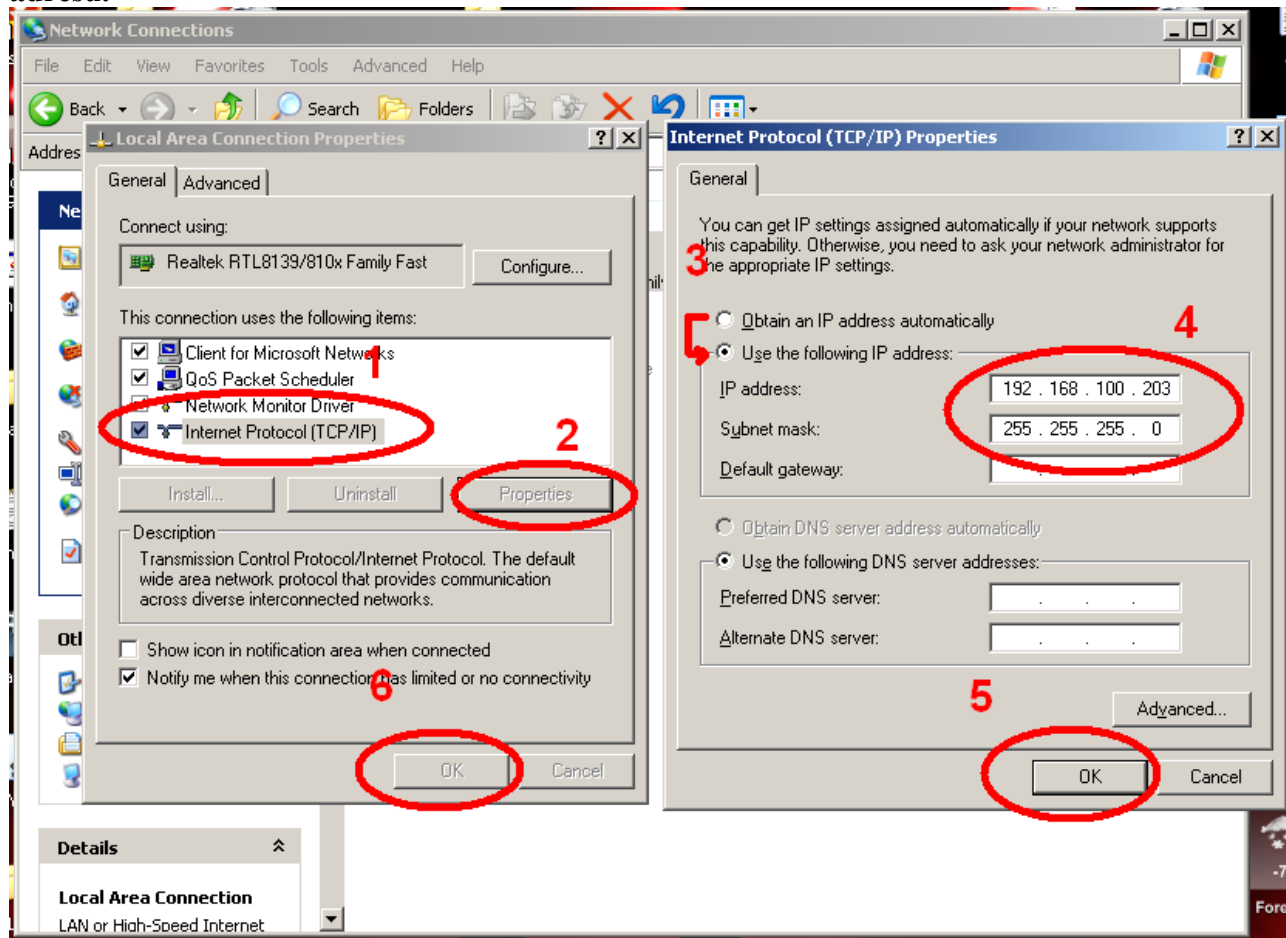 Network Connections
File Edit View Favorites Tools Advanced Help
Back Search Folders
Addres
Local Area Connection Properties
General Advanced
Connect using:
Realtek RTL8139/810x Family Fast
Configure...
This connection uses the following items:
1
Client for Microsoft Networks
QoS Packet Scheduler
Network Monitor Driver
Internet Protocol (TCP/IP)
2
Install... Uninstall Properties
Description
Transmission Control Protocol/Internet Protocol. The default
wide area network protocol that provides communication
across diverse interconnected networks.
Show icon in notification area when connected
Notify me when this connection has limited or no connectivity
6
OK Cancel
Internet Protocol (TCP/IP) Properties
General
You can get IP settings assigned automatically if your network supports
this capability. Otherwise, you need to ask your network administrator for
the appropriate IP settings.
3
Obtain an IP address automatically
4
Use the following IP address:
IP address: 192 . 168 . 100 . 203
Subnet mask: 255 . 255 . 255 . 0
Default gateway: . . .
Obtain DNS server address automatically
Use the following DNS server addresses:
Preferred DNS server: . . .
Alternate DNS server: . . .
5
Advanced...
OK Cancel
Ne
Otl
Details
Local Area Connection
LAN or High-Speed Internet
-7
Fore